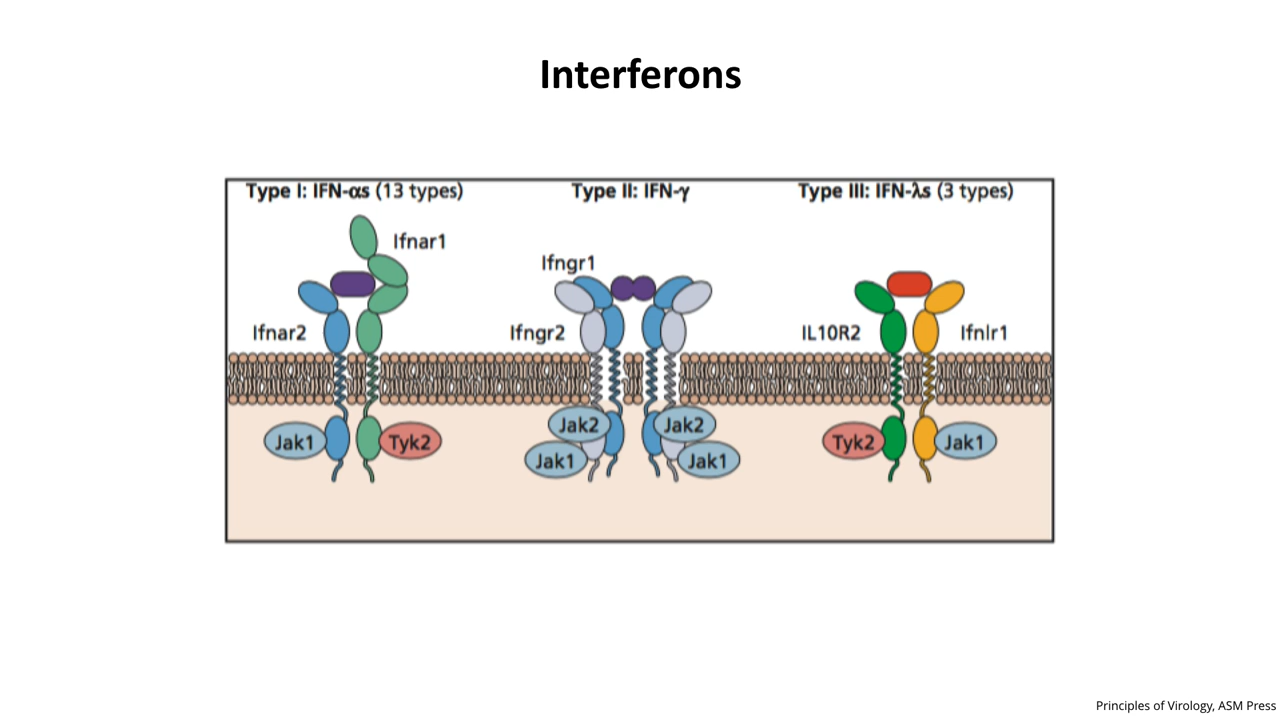 Interferons
Type I: IFN-αs (13 types)
Type II: IFN-γ
Type III: IFN-λs (3 types)
Ifnar1
Ifngr1
Ifnar2
Ifngr2
IL10R2
Ifnlr1
Jak1
Tyk2
Jak2
Jak2
Jak1
Jak1
Tyk2
Jak1
Principles of Virology, ASM Press